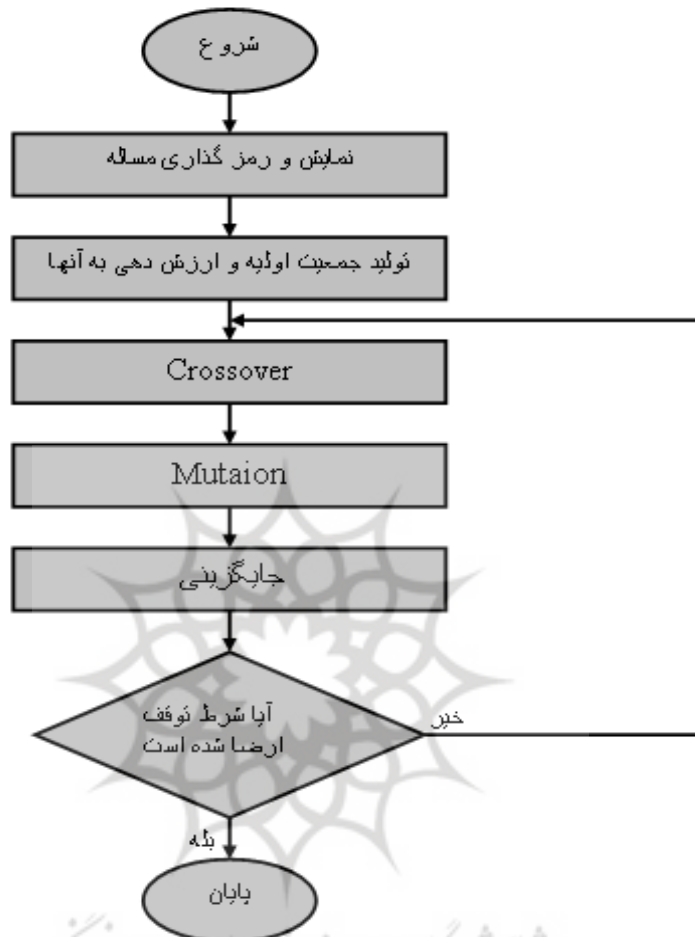 شروع
نمایش و رمز گذاری مساله
تولید جمعیت اولیه و ارزش دهی به آنها
Crossover
Mutaion
جایگزینی
آیا شرط توقف
ارضا شده است
خیر
بله
پایان